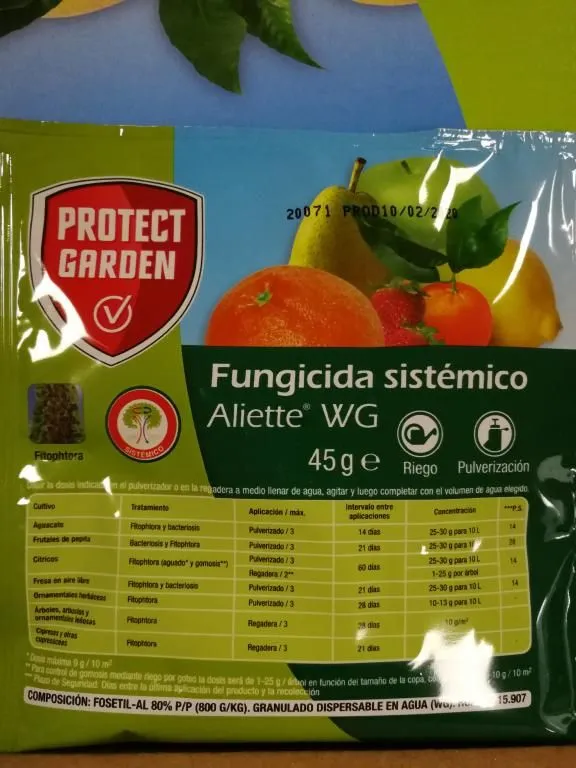 20071 PROD10/02/2 20
PROTECT
GARDEN
Fungicida sistémico
Aliette® WG
45 g e
Riego Pulverización
Fitophtora
SISTÉMICO
la dosis en el pulverizador o en la regadera a medio llenar de agua, agitar y luego completar con el volumen de agua elegido.
Cultivo Tratamiento Aplicación / máx. Intervalo entre aplicaciones Concentración ***P.S.
Aguacate Fitophtora y bacteriosis Pulverizado / 3 14 días 25-30 g para 10 L 14
Frutales de pepita Bacteriosis y Fitophtora Pulverizado / 3 21 días 25-30 g para 10 L 28
Cítricos Fitophtora (aguado* y gomosis**) Pulverizado / 3 60 días 25-30 g para 10 L 14
Regadera / 2** 1-25 g por árbol
Fresa en aire libre Fitophtora y bacteriosis Pulverizado / 3 21 días 25-30 g para 10 L 14
Ornamentales herbáceas Fitophtora Pulverizado / 3 28 días 10-13 g para 10 L -
Árboles, arbustos y ornamentales leñosas Fitophtora Regadera / 3 28 días 10 g/m² -
Cipreses y otras cupresáceas Fitophtora Regadera / 3 21 días -
* Dosis máxima 9 g / 10 m²
** Para control de gomosis mediante riego por goteo la dosis será de 1-25 g / árbol en función del tamaño de la copa, -10 g / 10 m²
*** Plazo de Seguridad. Días entre la última aplicación del producto y la recolección
COMPOSICIÓN: FOSETIL-AL 80% P/P (800 G/KG). GRANULADO DISPERSABLE EN AGUA (WG). 15.907